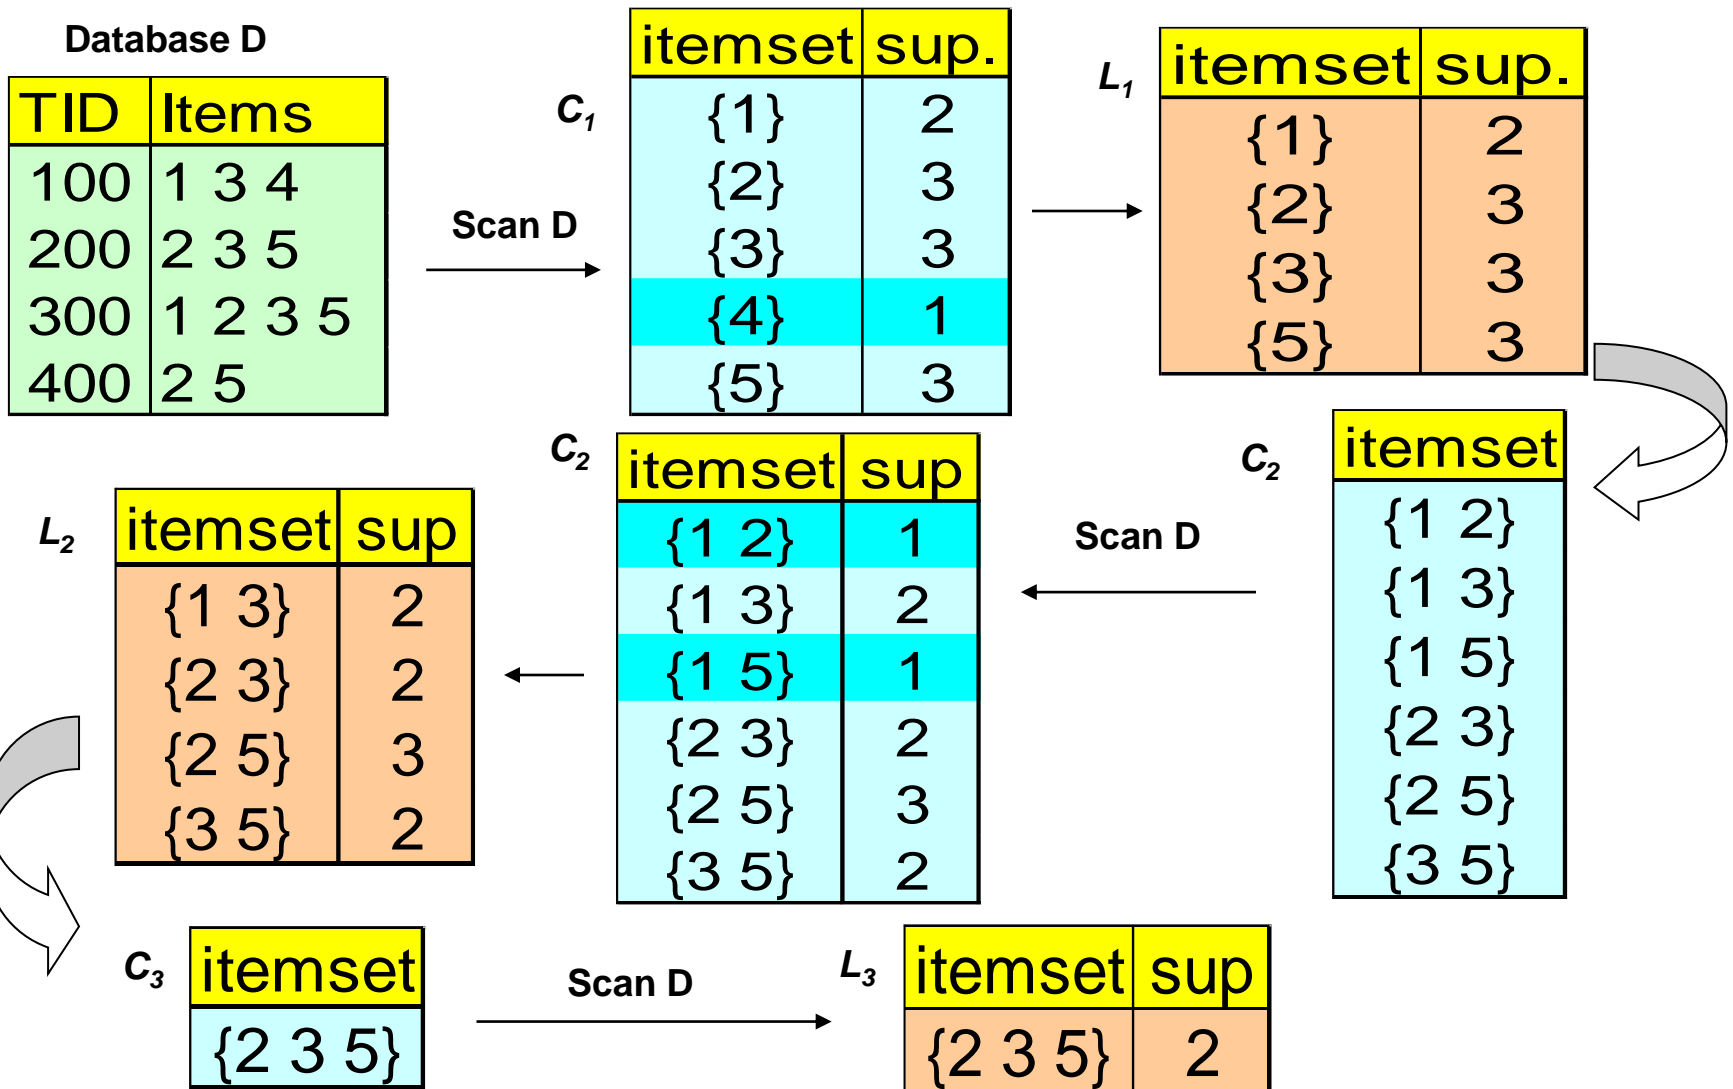 Database D
TID Items
100 1 3 4
200 2 3 5
300 1 2 3 5
400 2 5
Scan D
C1
itemset sup.
{1} 2
{2} 3
{3} 3
{4} 1
{5} 3
L1
itemset sup.
{1} 2
{2} 3
{3} 3
{5} 3
C2
itemset
{1 2}
{1 3}
{1 5}
{2 3}
{2 5}
{3 5}
Scan D
C2
itemset sup
{1 2} 1
{1 3} 2
{1 5} 1
{2 3} 2
{2 5} 3
{3 5} 2
L2
itemset sup
{1 3} 2
{2 3} 2
{2 5} 3
{3 5} 2
C3
itemset
{2 3 5}
Scan D
L3
itemset sup
{2 3 5} 2